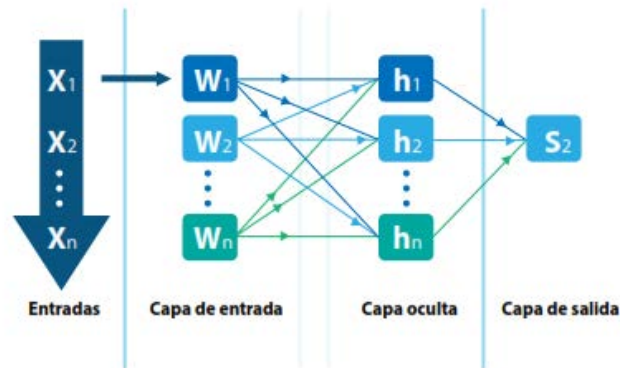 X1
W1
h1
X2
W2
h2
S2
Xn
Wn
hn
Entradas
Capa de entrada
Capa oculta
Capa de salida